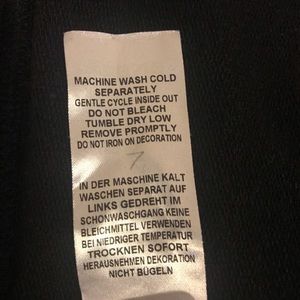 MACHINE WASH COLD
SEPARATELY
GENTLE CYCLE INSIDE OUT
DO NOT BLEACH
TUMBLE DRY LOW
REMOVE PROMPTLY
DO NOT IRON ON DECORATION
7
IN DER MASCHINE KALT
WASCHEN SEPARAT AUF
LINKS GEDREHT IM
SCHONWASCHGANG KEINE
BLEICHMITTEL VERWENDEN
BEI NIEDRIGER TEMPERATUR
TROCKNEN SOFORT
HERAUSNEHMEN DEKORATION
NICHT BÜGELN